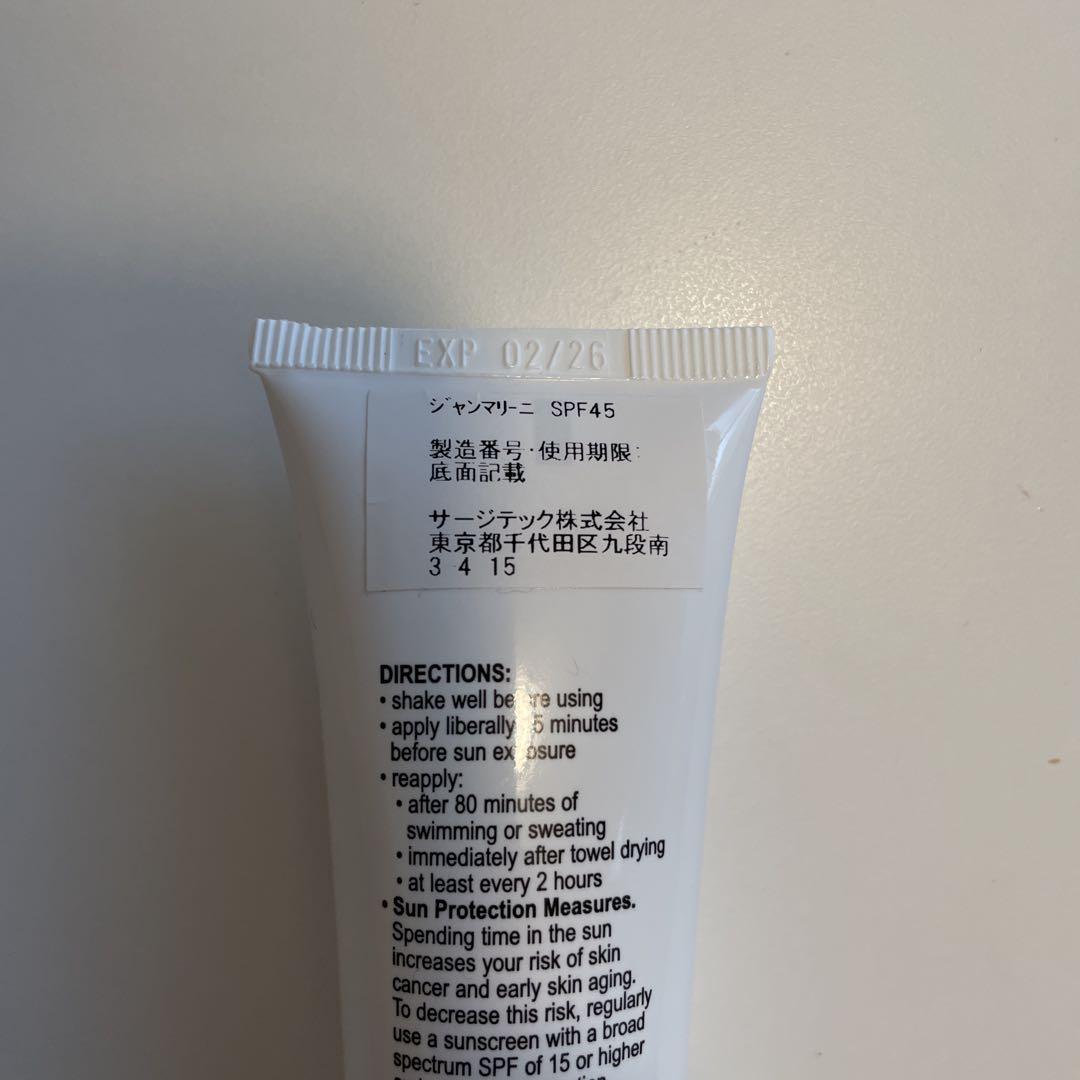 EXP 02/26
ジャンマリーニ SPF45
製造番号・使用期限:
底面記載
サージテック株式会社
東京都千代田区九段南
3 4 15
DIRECTIONS:
• shake well before using
• apply liberally 15 minutes
before sun exposure
• reapply:
• after 80 minutes of
swimming or sweating
• immediately after towel drying
• at least every 2 hours
• Sun Protection Measures.
Spending time in the sun
increases your risk of skin
cancer and early skin aging.
To decrease this risk, regularly
use a sunscreen with a broad
spectrum SPF of 15 or higher